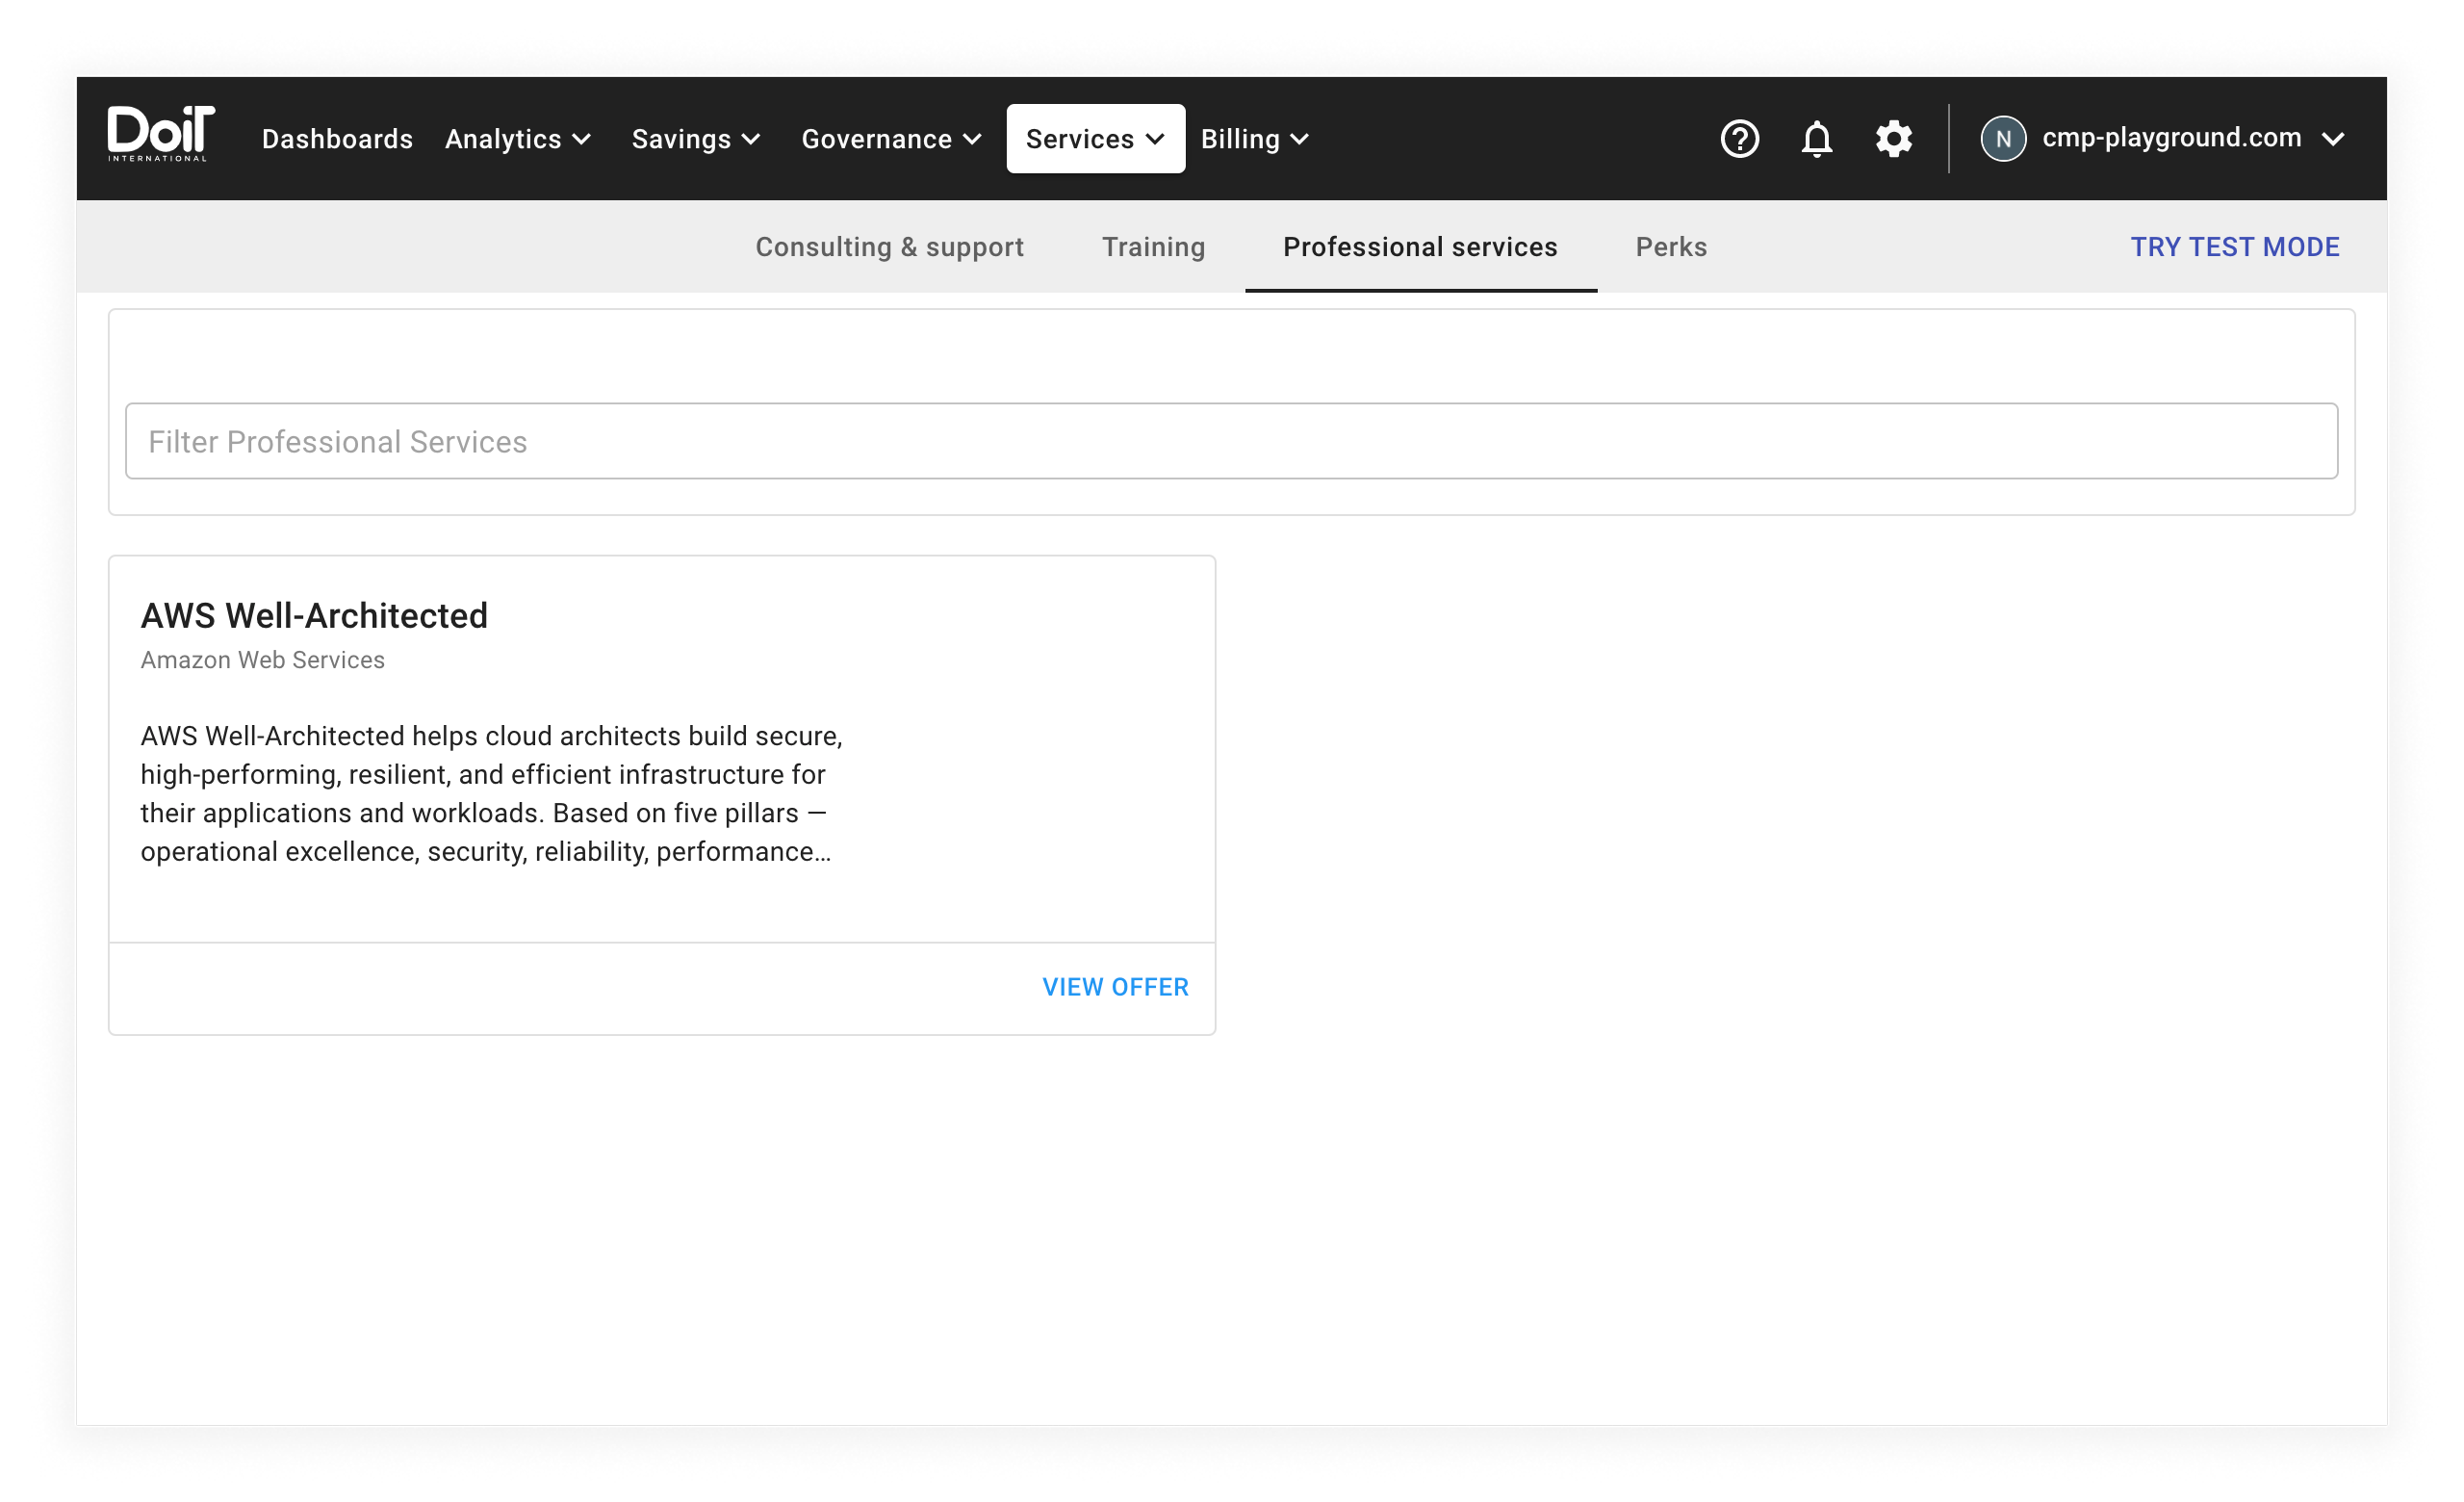 DoiT
INTERNATIONAL
Dashboards Analytics Savings Governance Services Billing N cmp-playground.com
Consulting & support Training Professional services Perks TRY TEST MODE
Filter Professional Services
AWS Well-Architected
Amazon Web Services
AWS Well-Architected helps cloud architects build secure,
high-performing, resilient, and efficient infrastructure for
their applications and workloads. Based on five pillars —
operational excellence, security, reliability, performance...
VIEW OFFER